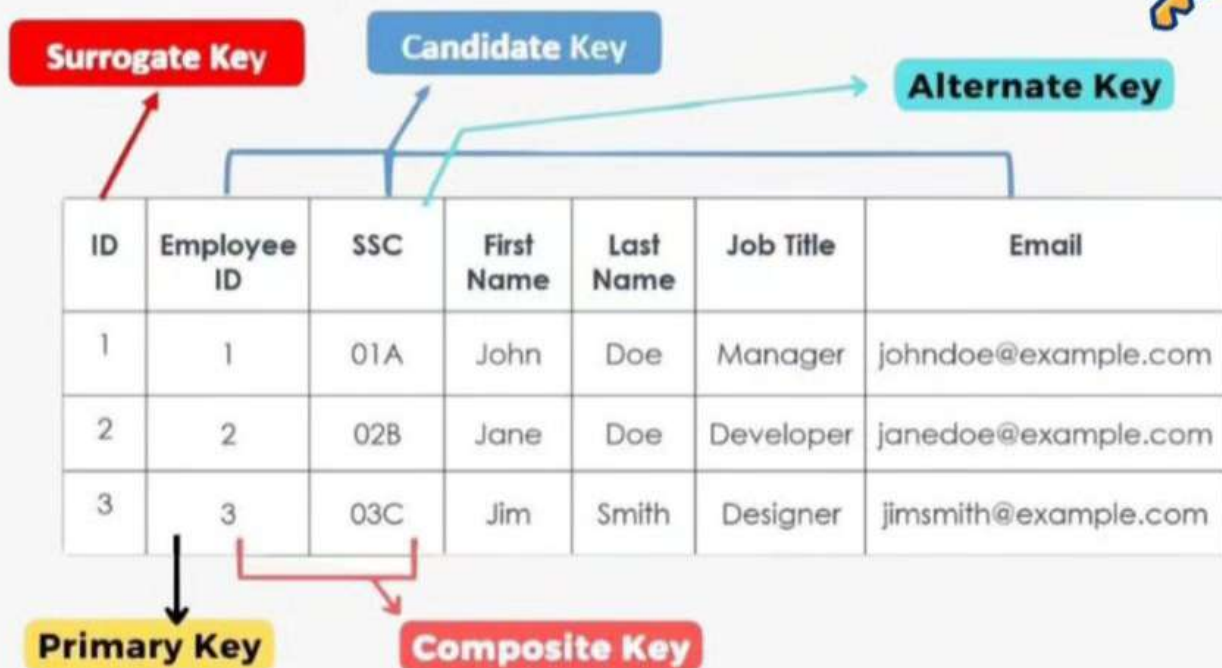 Surrogate Key
Candidate Key
Alternate Key
ID Employee ID SSC First Name Last Name Job Title Email
1 1 01A John Doe Manager johndoe@example.com
2 2 02B Jane Doe Developer janedoe@example.com
3 3 03C Jim Smith Designer jimsmith@example.com
Primary Key
Composite Key